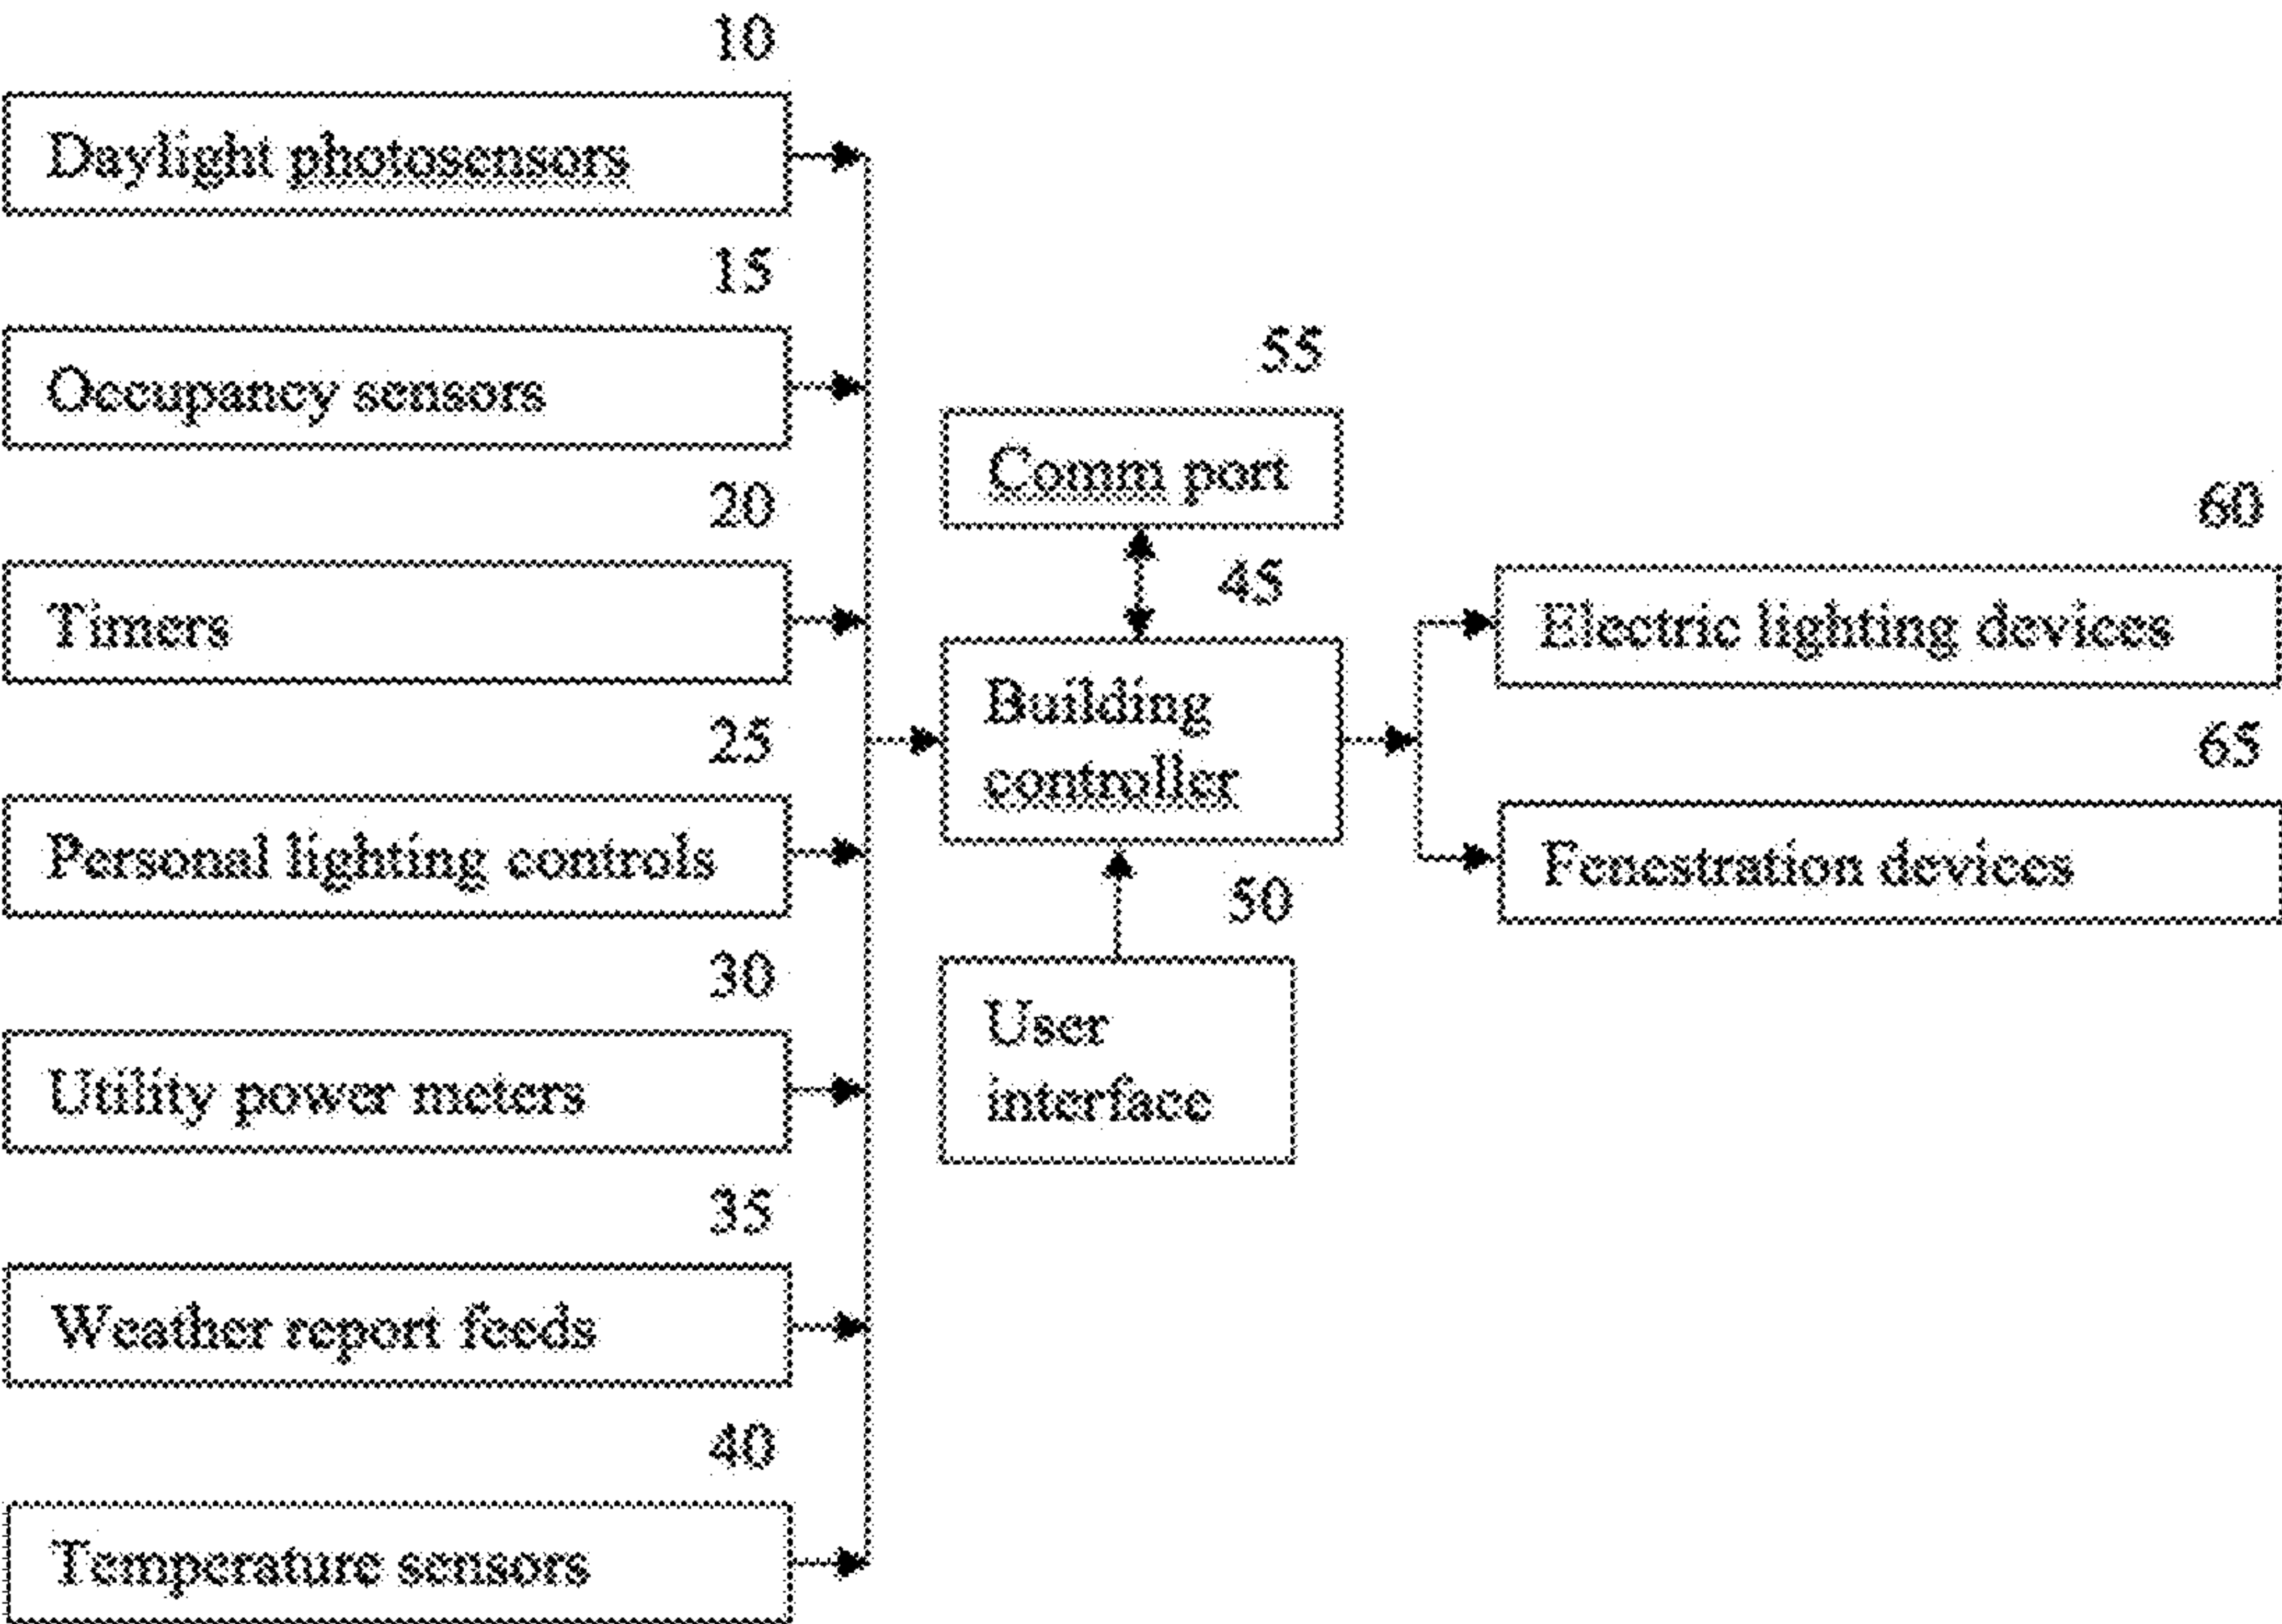 10
Daylight photosensors
15
Occupancy sensors
20
Timers
25
Personal lighting controls
30
Utility power meters
35
Weather report feeds
40
Temperature sensors
55
Comm port
45
Building
controller
50
User
interface
60
Electric lighting devices
65
Fenestration devices